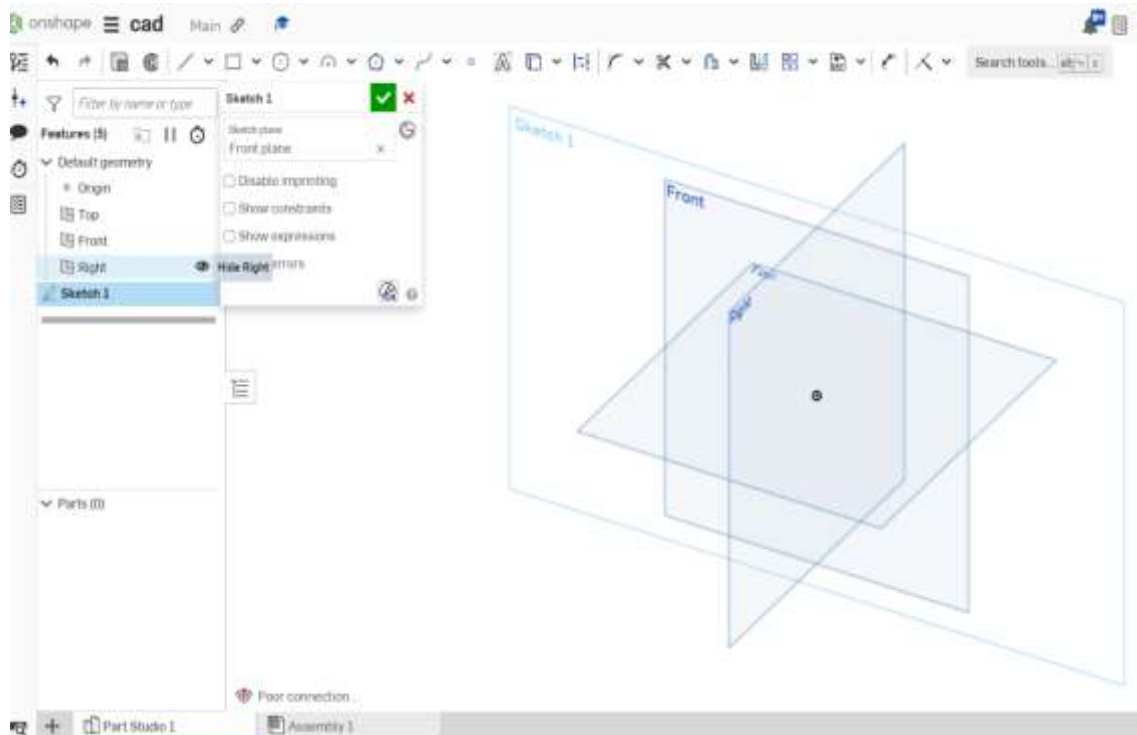 onshape cad Main
Search tools...
Filter by name or type
Features (5)
Default geometry
Origin
Top
Front
Right
Sketch 1
Sketch 1
Sketch plane
Front plane
Disable imprinting
Show constraints
Show expressions
Hide Right errors
Sketch 1
Front
Parts (0)
Poor connection...
Part Studio 1
Assembly 1